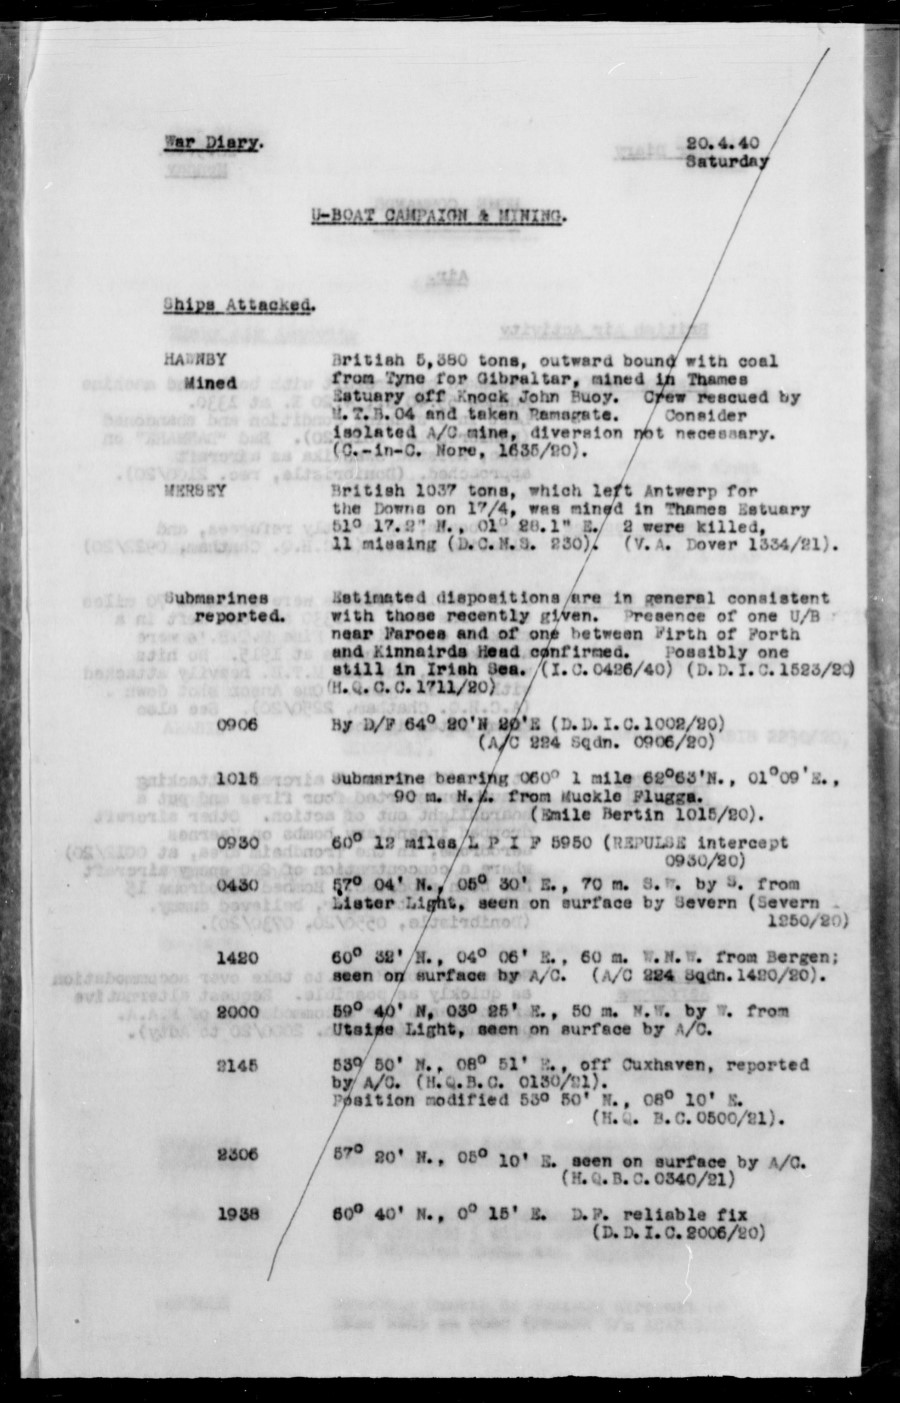 War Diary.
20.4.40
Saturday
U-BOAT CAMPAIGN & MINING.
Ships Attacked.
HAWNBY British 5,380 tons, outward bound with coal
Mined from Tyne for Gibraltar, mined in Thames
Estuary off Knock John Buoy. Crew rescued by
M.T.B.04 and taken Ramsgate. Consider
isolated A/C mine, diversion not necessary.
(C.-in-C. Nore, 1635/20).
MERSEY British 1037 tons, which left Antwerp for
the Downs on 17/4, was mined in Thames Estuary
51° 17.2" N., 01° 28.1" E. 2 were killed,
11 missing (D.C.N.S. 230). (V.A. Dover 1334/21).
Submarines Estimated dispositions are in general consistent
reported. with those recently given. Presence of one U/B
near Faroes and of one between Firth of Forth
and Kinnairds Head confirmed. Possibly one
still in Irish Sea. (I.C.0426/40) (D.D.I.C.1523/20)
(H.Q.C.C.1711/20)
0906 By D/F 64° 20'N 20'E (D.D.I.C.1002/20)
(A/C 224 Sqdn. 0906/20)
1015 Submarine bearing 060° 1 mile 62°63'N., 01°09'E.,
90 m. N.E. from Muckle Flugga.
(Emile Bertin 1015/20).
0930 60° 12 miles L P I F 5950 (REPULSE intercept
0930/20)
0430 57° 04' N., 05° 30' E., 70 m. S.W. by S. from
Lister Light, seen on surface by Severn (Severn
1250/20)
1420 60° 32' N., 04° 06' E., 60 m. W.N.W. from Bergen;
seen on surface by A/C. (A/C 224 Sqdn.1420/20).
2000 59° 40' N, 03° 25' E., 50 m. N.W. by W. from
Utsire Light, seen on surface by A/C.
2145 53° 50' N., 08° 51' E., off Cuxhaven, reported
by A/C. (H.Q.B.C. 0130/21).
Position modified 53° 50' N., 08° 10' E.
(H.Q. B.C.0500/21).
2306 57° 20' N., 05° 10' E. seen on surface by A/C.
(H.Q.B.C.0340/21)
1938 60° 40' N., 0° 15' E. D.F. reliable fix
(D.D.I.C.2006/20)